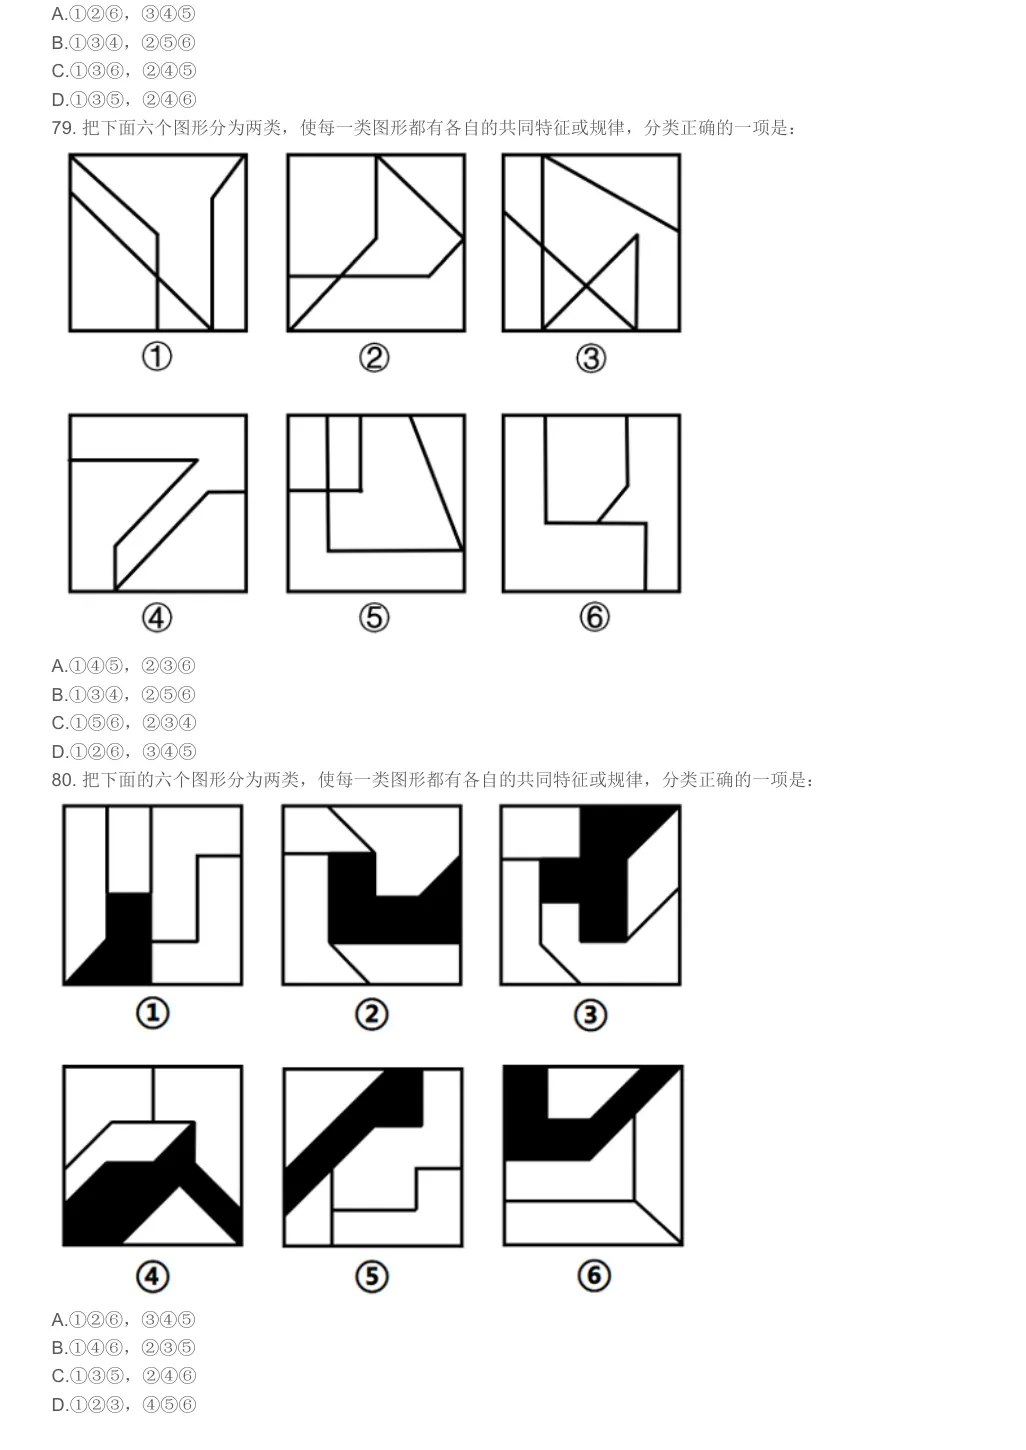 A.①②⑥，③④⑤
B.①③④，②⑤⑥
C.①③⑥，②④⑤
D.①③⑤，②④⑥
79. 把下面六个图形分为两类，使每一类图形都有各自的共同特征或规律，分类正确的一项是：
① ② ③
④ ⑤ ⑥
A.①④⑤，②③⑥
B.①③④，②⑤⑥
C.①⑤⑥，②③④
D.①②⑥，③④⑤
80. 把下面的六个图形分为两类，使每一类图形都有各自的共同特征或规律，分类正确的一项是：
① ② ③
④ ⑤ ⑥
A.①②⑥，③④⑤
B.①④⑥，②③⑤
C.①③⑤，②④⑥
D.①②③，④⑤⑥